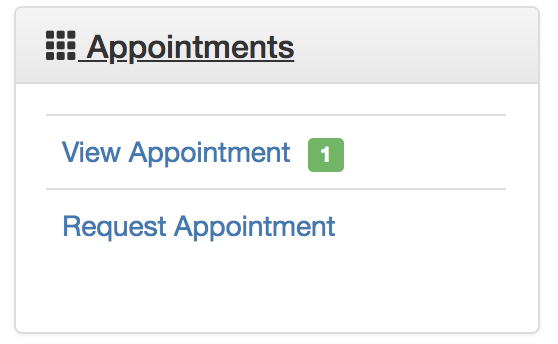 Appointments
View Appointment 1
Request Appointment